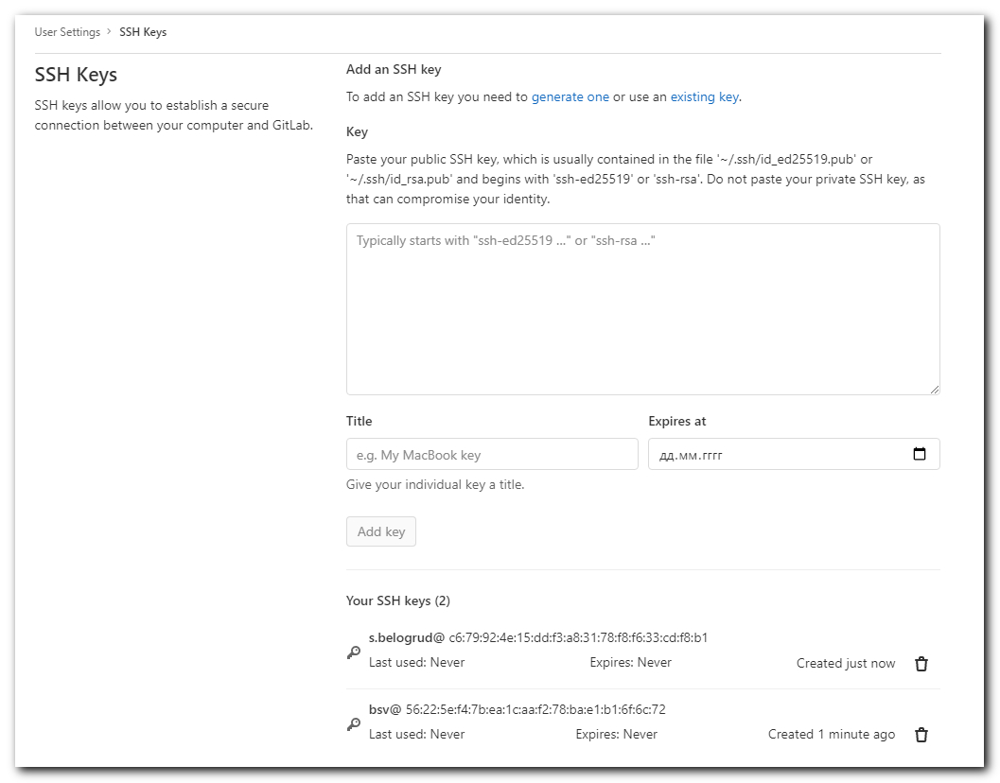 User Settings > SSH Keys
SSH Keys
SSH keys allow you to establish a secure
connection between your computer and GitLab.
Add an SSH key
To add an SSH key you need to generate one or use an existing key.
Key
Paste your public SSH key, which is usually contained in the file '~/.ssh/id_ed25519.pub' or
'~/.ssh/id_rsa.pub' and begins with 'ssh-ed25519' or 'ssh-rsa'. Do not paste your private SSH key, as
that can compromise your identity.
Typically starts with "ssh-ed25519 ..." or "ssh-rsa ..."
Title
Expires at
e.g. My MacBook key
дд.мм.гггг
Give your individual key a title.
Add key
Your SSH keys (2)
s.belogrud@ c6:79:92:4e:15:dd:f3:a8:31:78:f8:f6:33:cd:f8:b1
Last used: Never Expires: Never Created just now
bsv@ 56:22:5e:f4:7b:ea:1c:aa:f2:78:ba:e1:b1:6f:6c:72
Last used: Never Expires: Never Created 1 minute ago